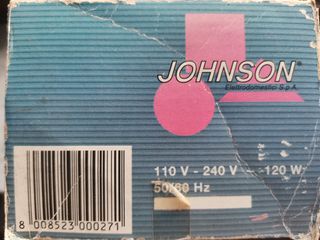 JOHNSON®
Elettrodomestici S.p.A.
110 V - 240 V - 120 W
50/60 Hz
8 008523 000271